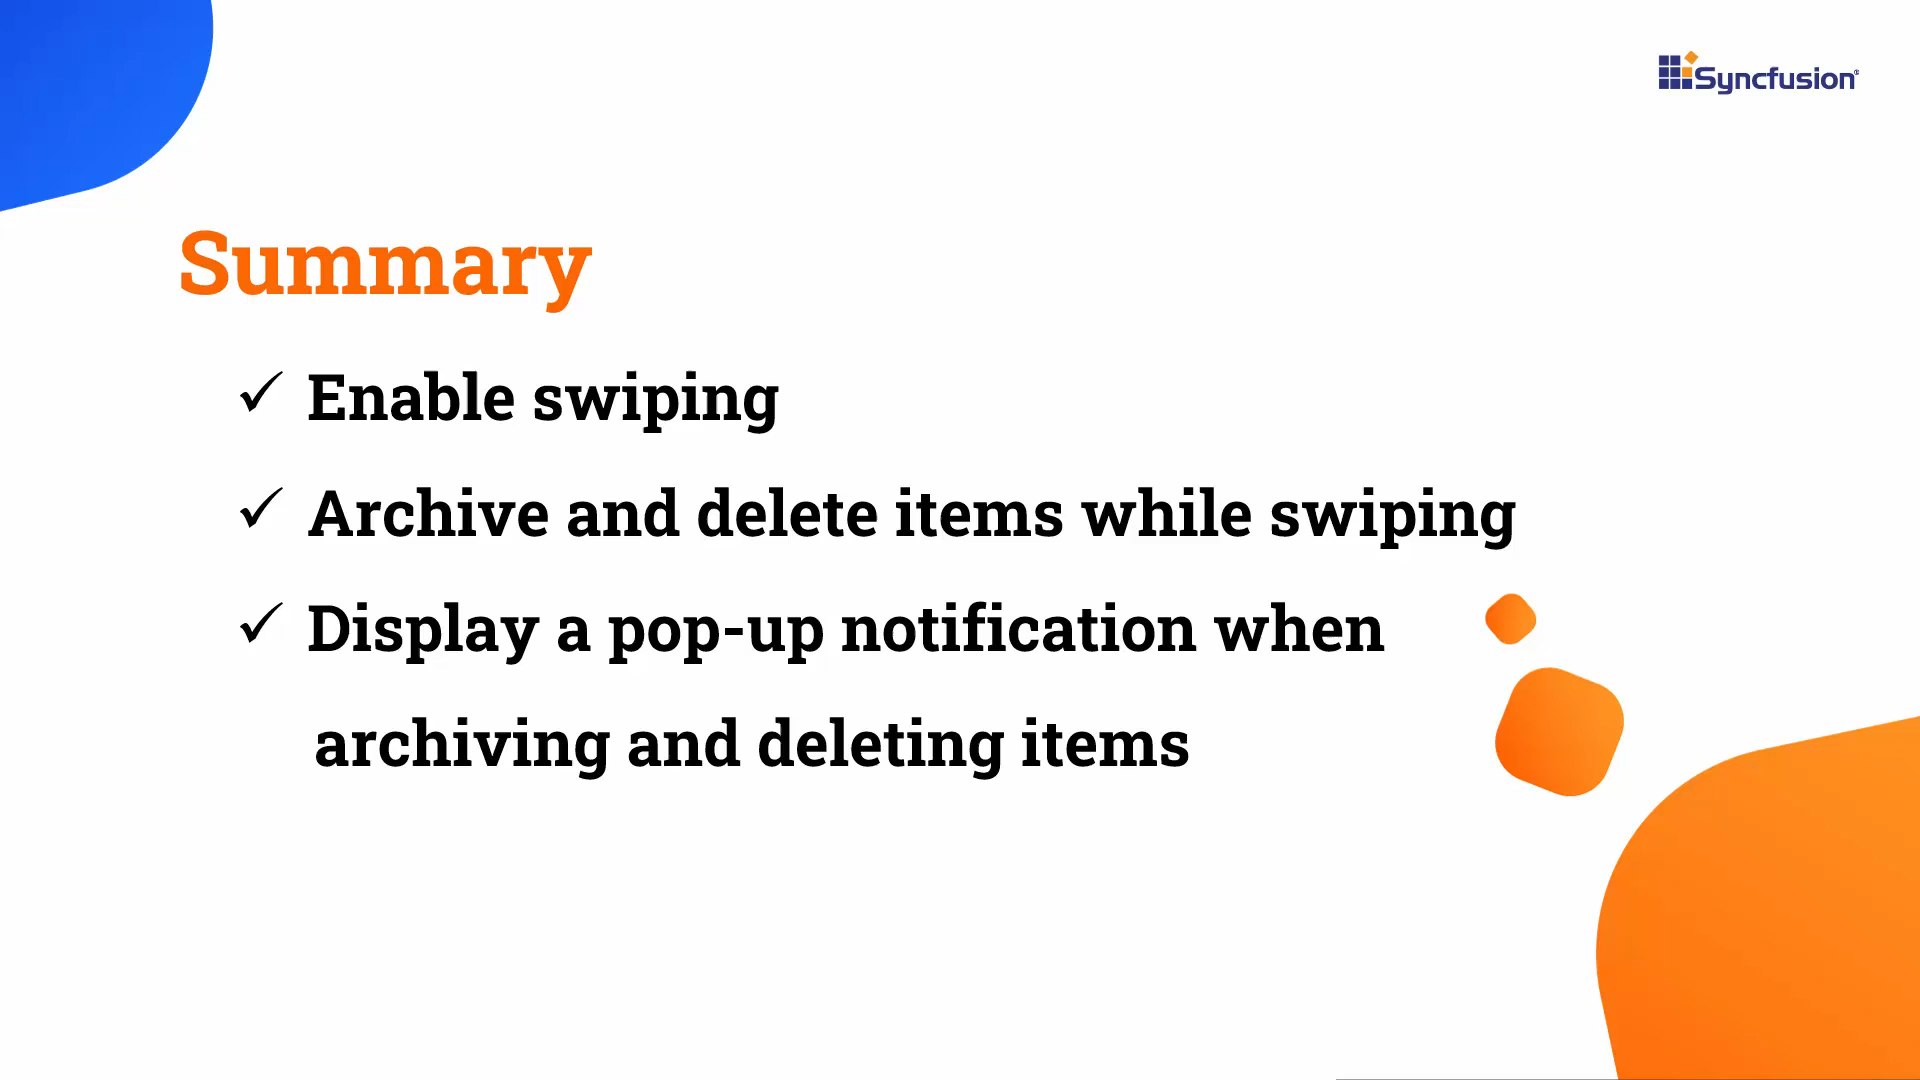 Syncfusion®
Summary
✓ Enable swiping
✓ Archive and delete items while swiping
✓ Display a pop-up notification when
archiving and deleting items